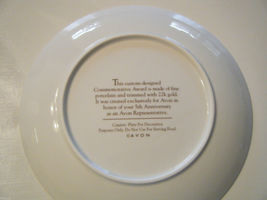 This custom-designed
Commemorative Award is made of fine
porcelain and trimmed with 22k gold.
It was created exclusively for Avon in
honor of your 5th Anniversary
as an Avon Representative.
Caution: Plate For Decorative
Purposes Only. Do Not Use For Serving Food.
©AVON